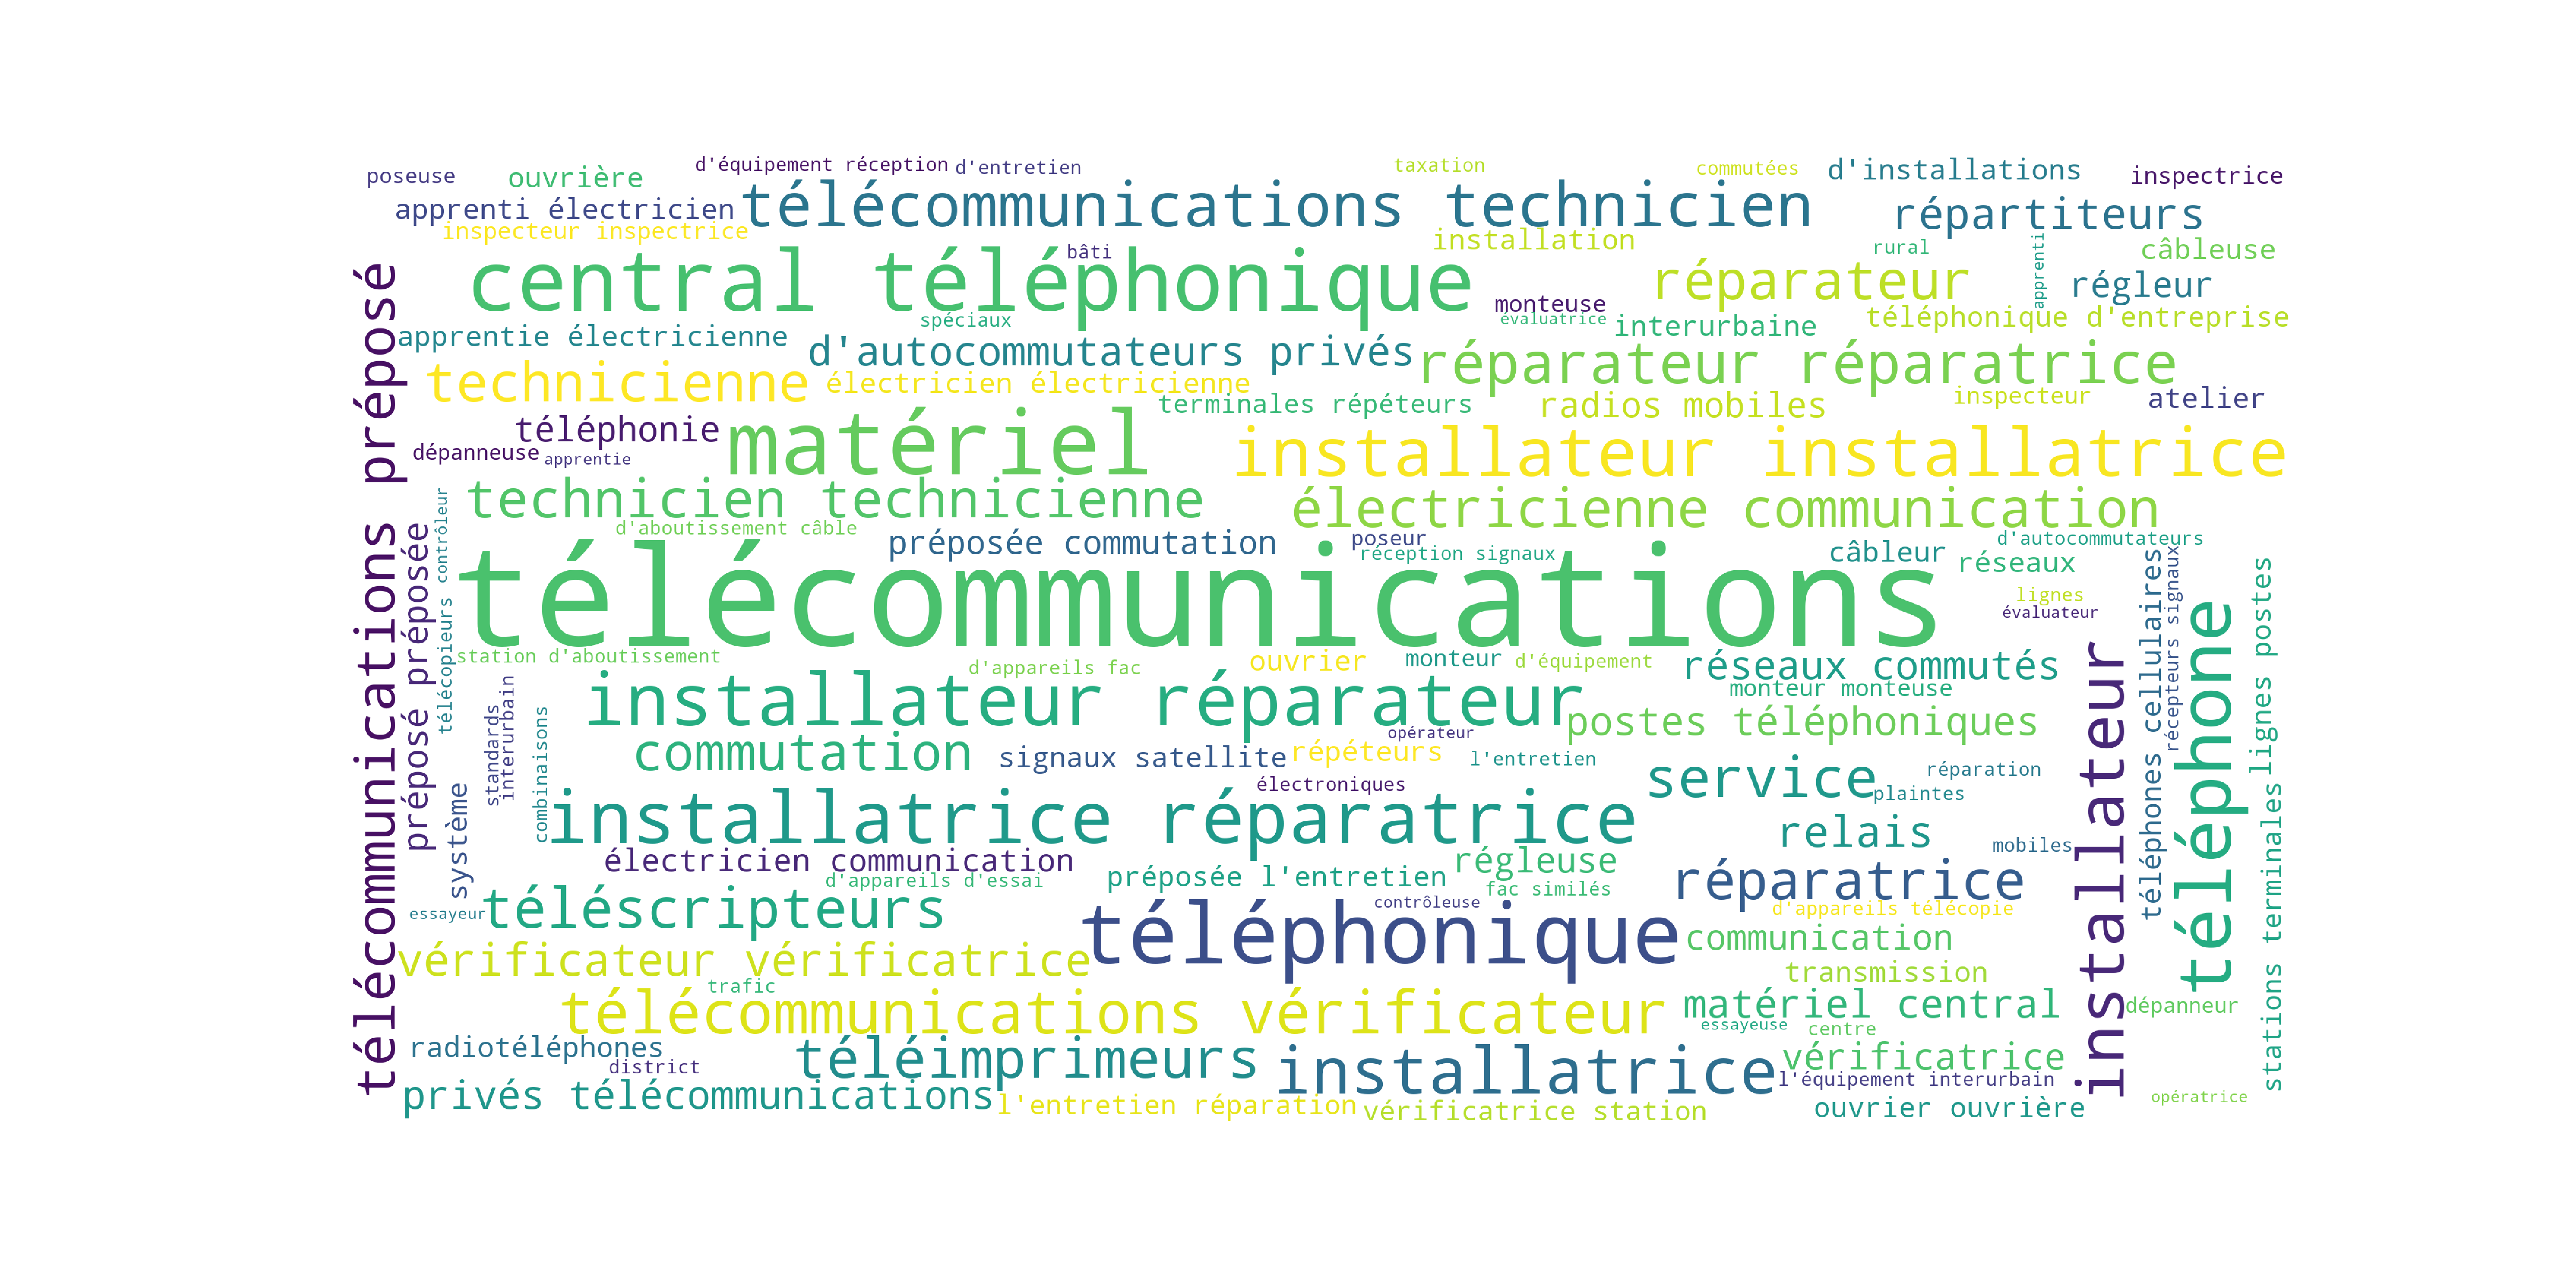 poseuse
ouvrière
d'équipement réception
d'entretien
taxation
commutées
d'installations
inspectrice
apprenti électricien
télécommunications technicien
répartiteurs
inspecteur inspectrice
central téléphonique
bâti
installation
rural
apprenti
câbleuse
réparateur
régleur
monteuse
télécommunications préposé
apprentie électricienne
spéciaux
évaluatrice
interurbaine
téléphonique d'entreprise
d'autocommutateurs privés
réparateur réparatrice
technicienne
électricien électricienne
terminales répéteurs
radios mobiles
inspecteur
atelier
téléphonie
matériel
installateur installatrice
dépanneuse
apprentie
technicien technicienne
électricienne communication
contrôleur
d'aboutissement câble
préposée commutation
poseur
réception signaux
câbleur
d'autocommutateurs
réseaux
préposé préposée
télécommunications
lignes
évaluateur
téléphones cellulaires
récepteurs signaux
téléphone
stations terminales lignes postes
télécopieurs
station d'aboutissement
d'appareils fac
ouvrier
monteur
d'équipement
réseaux commutés
installateur
installateur réparateur
monteur monteuse
postes téléphoniques
standards
interurbain
combinaisons
commutation
signaux satellite
répéteurs
opérateur
l'entretien
service
réparation
système
électroniques
plaintes
installatrice réparatrice
relais
mobiles
électricien communication
préposée l'entretien
régleuse
réparatrice
d'appareils d'essai
fac similés
essayeur
téléscripteurs
contrôleuse
téléphonique
d'appareils télécopie
communication
vérificateur vérificatrice
transmission
trafic
télécommunications vérificateur
matériel central
dépanneur
essayeuse
centre
radiotéléphones
district
téléimprimeurs
installatrice
vérificatrice
l'équipement interurbain
privés télécommunications
l'entretien réparation
vérificatrice station
ouvrier ouvrière
opératrice